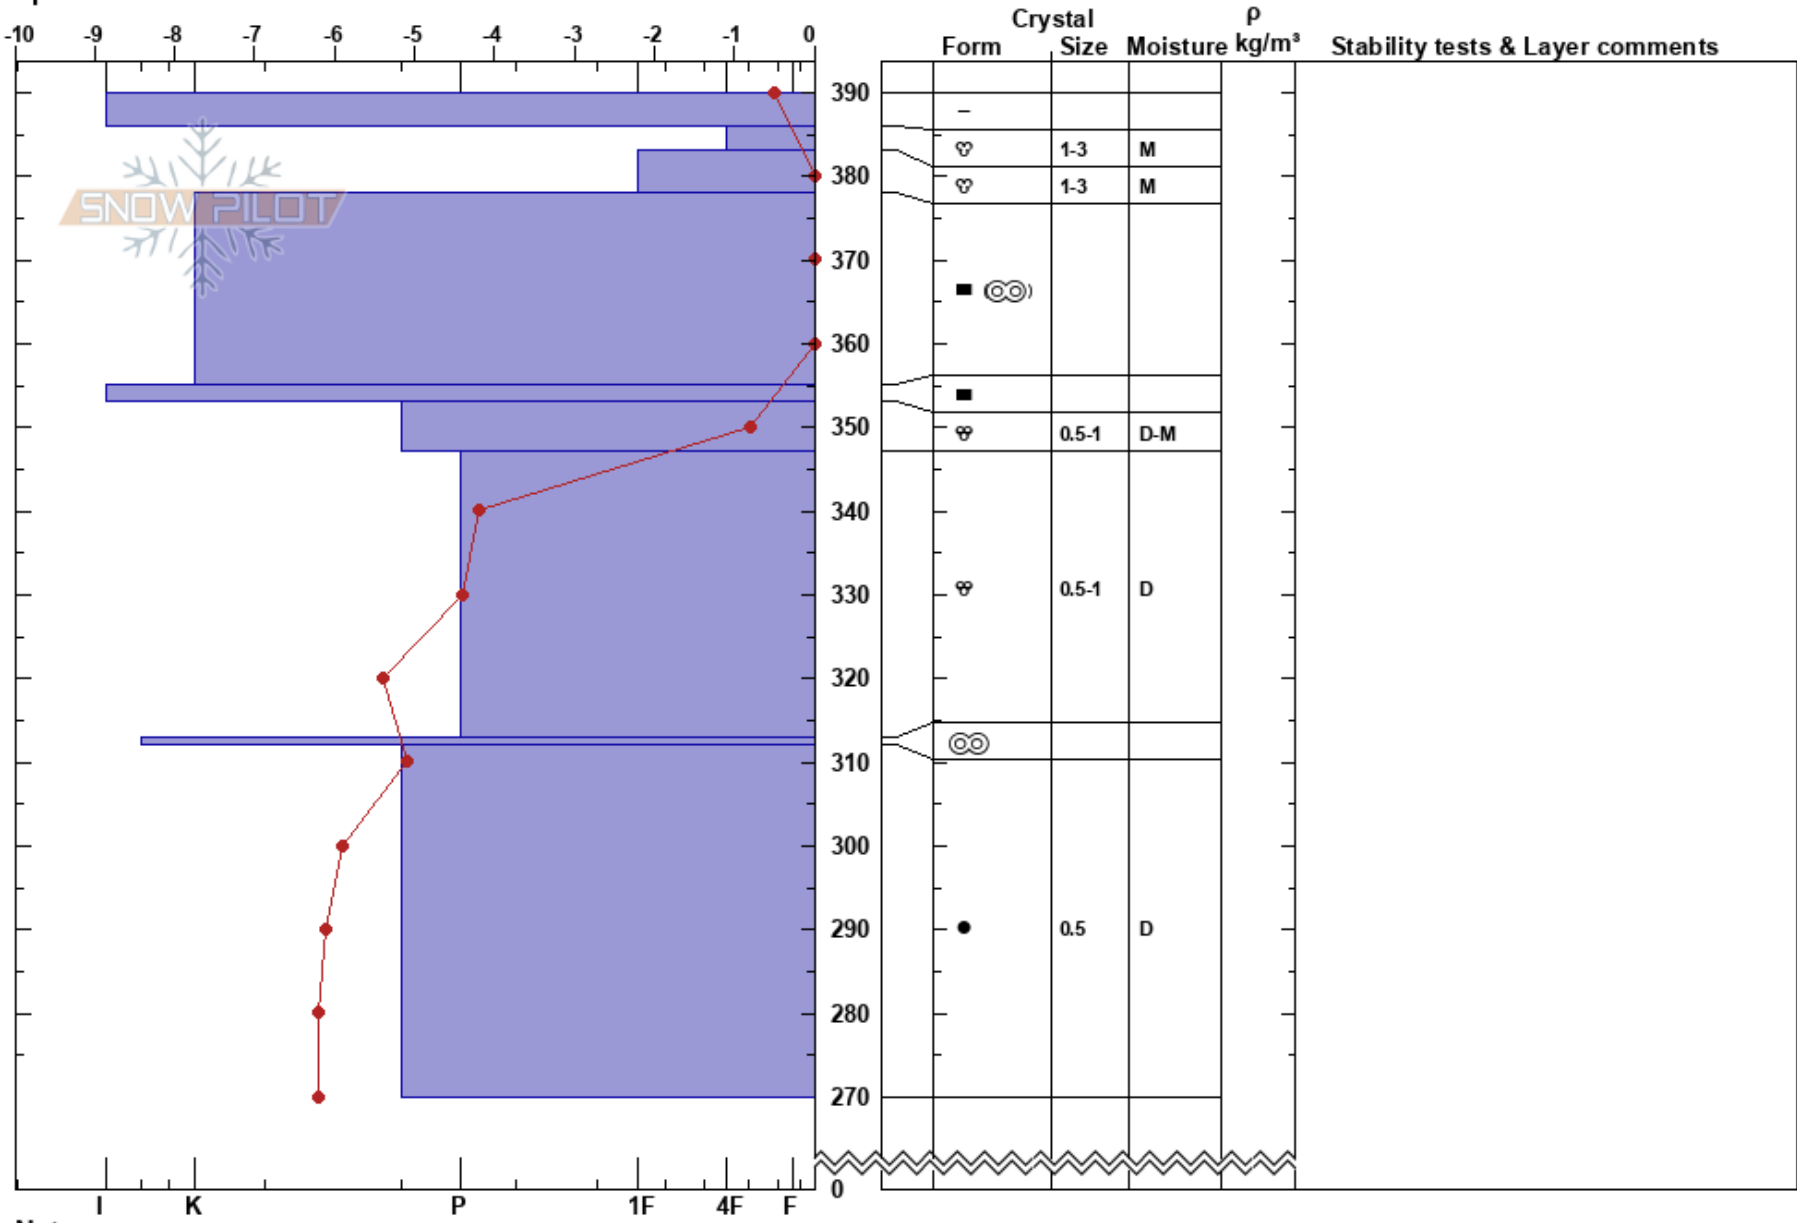 Crystal ρ
-10 -9 -8 -7 -6 -5 -4 -3 -2 -1 0
Form Size Moisture kg/m³ Stability tests & Layer comments
390
–
1-3 M
380 1-3 M
SNOW PILOT
370
360
350 0.5-1 D-M
340
330 0.5-1 D
320
310
300
290 0.5 D
280
270
0
I K P 1F 4F F